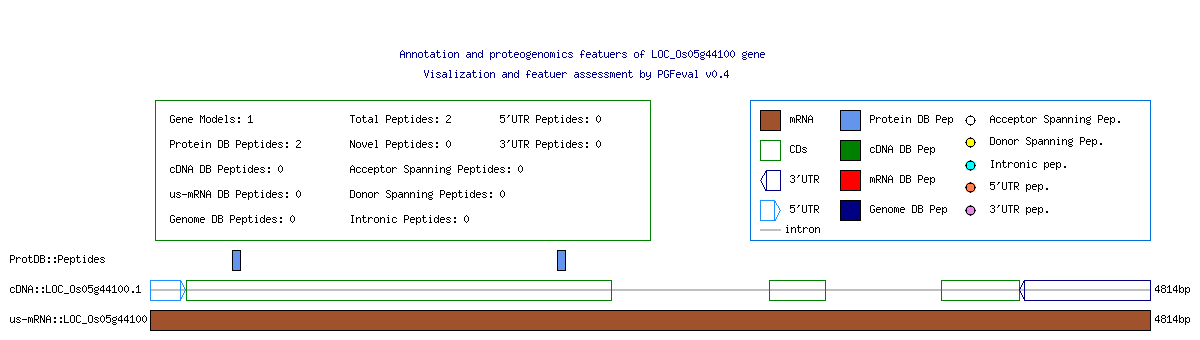 Annotation and proteogenomics featuers of LOC_Os05g44100 gene
Visalization and featuer assessment by PGFeval v0.4
Gene Models: 1
Total Peptides: 2
5'UTR Peptides: 0
Protein DB Peptides: 2
Novel Peptides: 0
3'UTR Peptides: 0
cDNA DB Peptides: 0
Acceptor Spanning Peptides: 0
us-mRNA DB Peptides: 0
Donor Spanning Peptides: 0
Genome DB Peptides: 0
Intronic Peptides: 0
mRNA
Protein DB Pep
Acceptor Spanning Pep.
CDs
cDNA DB Pep
Donor Spanning Pep.
3'UTR
mRNA DB Pep
Intronic pep.
5'UTR
Genome DB Pep
5'UTR pep.
3'UTR pep.
intron
ProtDB::Peptides
cDNA::LOC_Os05g44100.1
4814bp
us-mRNA::LOC_Os05g44100
4814bp